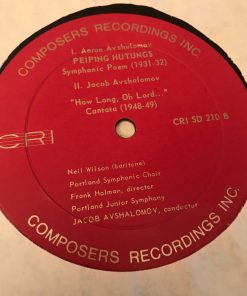 COMPOSERS RECORDINGS INC.
I. Aaron Avshalomov
PEIPING HUTUNGS
Symphonic Poem (1931-32)
II. Jacob Avshalomov
"How Long, Oh Lord..."
Cantata (1948-49)
CRI
CRI SD 210 B
Neil Wilson (baritone)
Portland Symphonic Choir
Frank Holman, director
Portland Junior Symphony
JACOB AVSHALOMOV, conductor
COMPOSERS RECORDINGS INC.